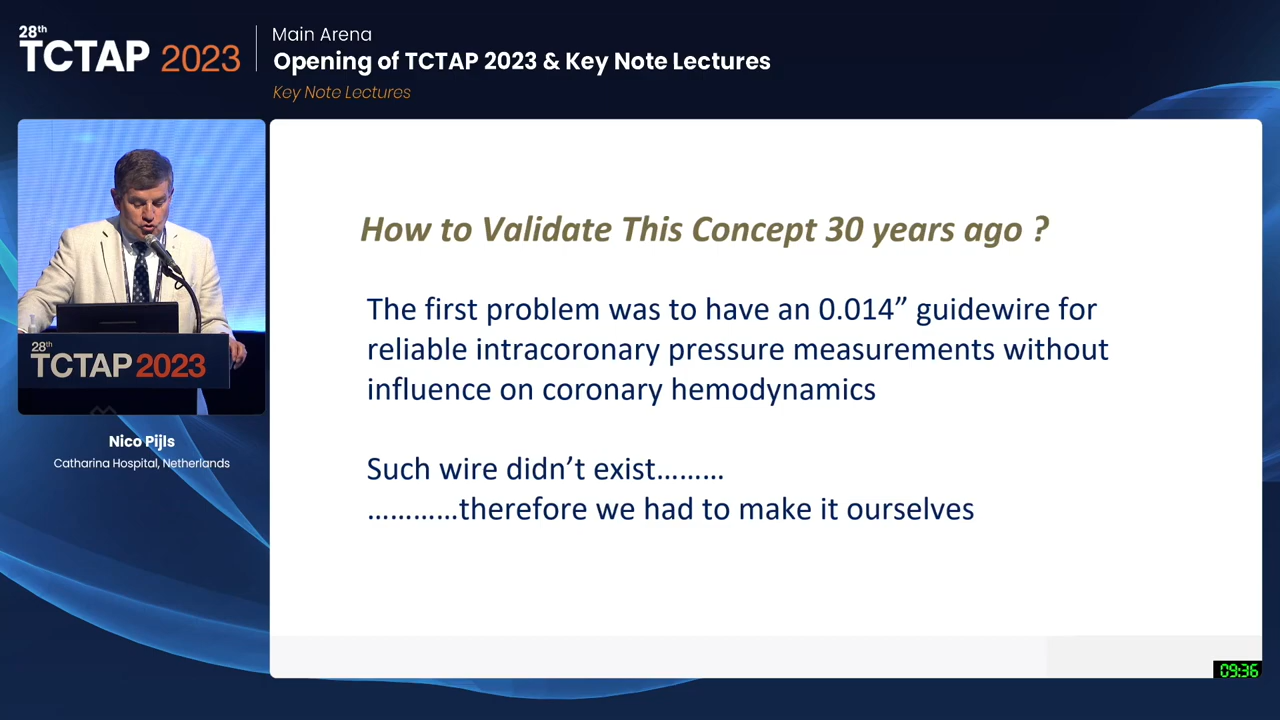 28th
TCTAP 2023
Main Arena
Opening of TCTAP 2023 & Key Note Lectures
Key Note Lectures
28th
TCTAP 2023
Nico Pijls
Catharina Hospital, Netherlands
How to Validate This Concept 30 years ago ?
The first problem was to have an 0.014” guidewire for
reliable intracoronary pressure measurements without
influence on coronary hemodynamics
Such wire didn’t exist………
…………therefore we had to make it ourselves
09:36